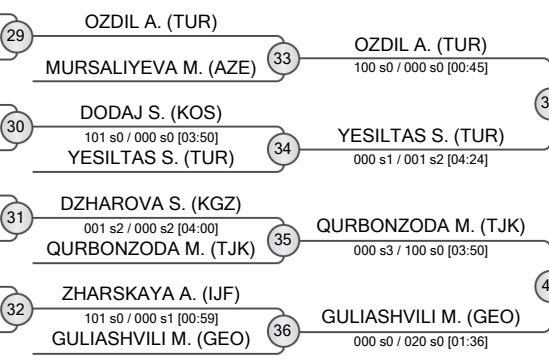 29
OZDIL A. (TUR)
MURSALIYEVA M. (AZE)
33
OZDIL A. (TUR)
100 s0 / 000 s0 [00:45]
30
DODAJ S. (KOS)
101 s0 / 000 s0 [03:50]
YESILTAS S. (TUR)
34
YESILTAS S. (TUR)
000 s1 / 001 s2 [04:24]
31
DZHAROVA S. (KGZ)
001 s2 / 000 s2 [04:00]
QURBONZODA M. (TJK)
35
QURBONZODA M. (TJK)
000 s3 / 100 s0 [03:50]
32
ZHARSKAYA A. (IJF)
101 s0 / 000 s1 [00:59]
GULIASHVILI M. (GEO)
36
GULIASHVILI M. (GEO)
000 s0 / 020 s0 [01:36]